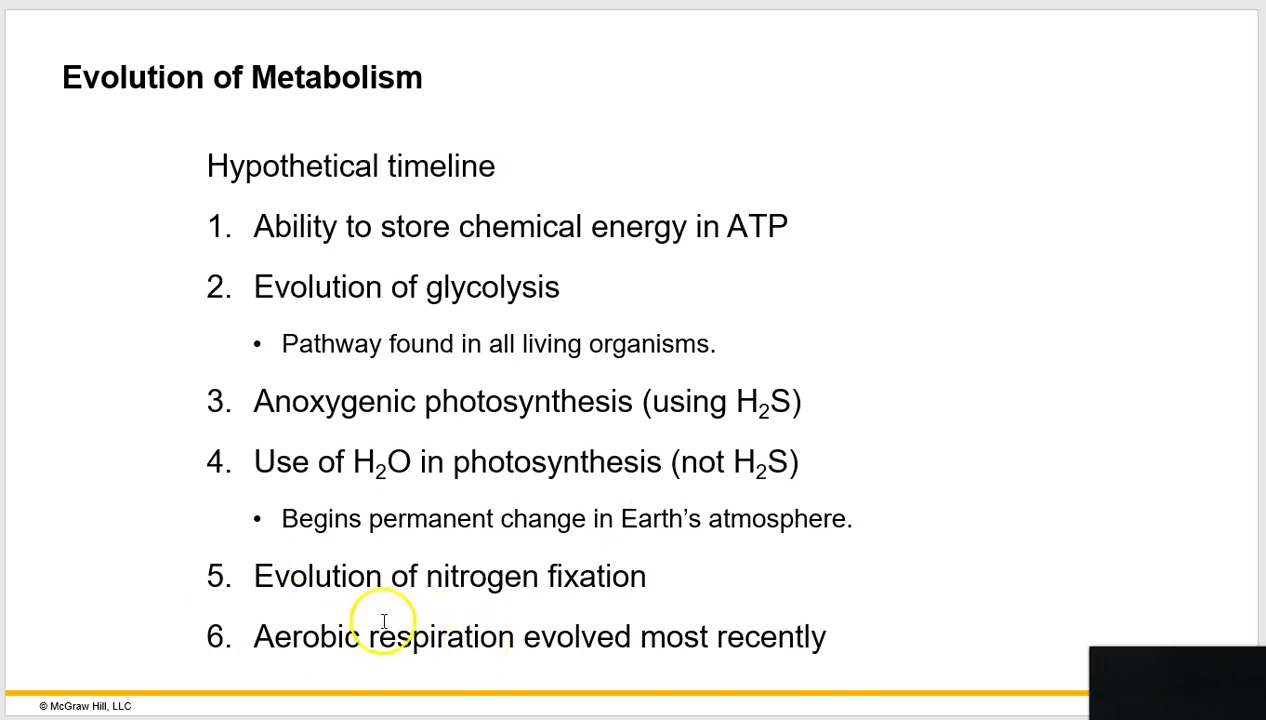 Evolution of Metabolism
Hypothetical timeline
1. Ability to store chemical energy in ATP
2. Evolution of glycolysis
• Pathway found in all living organisms.
3. Anoxygenic photosynthesis (using H₂S)
4. Use of H₂O in photosynthesis (not H₂S)
• Begins permanent change in Earth’s atmosphere.
5. Evolution of nitrogen fixation
6. Aerobic respiration evolved most recently
© McGraw Hill, LLC